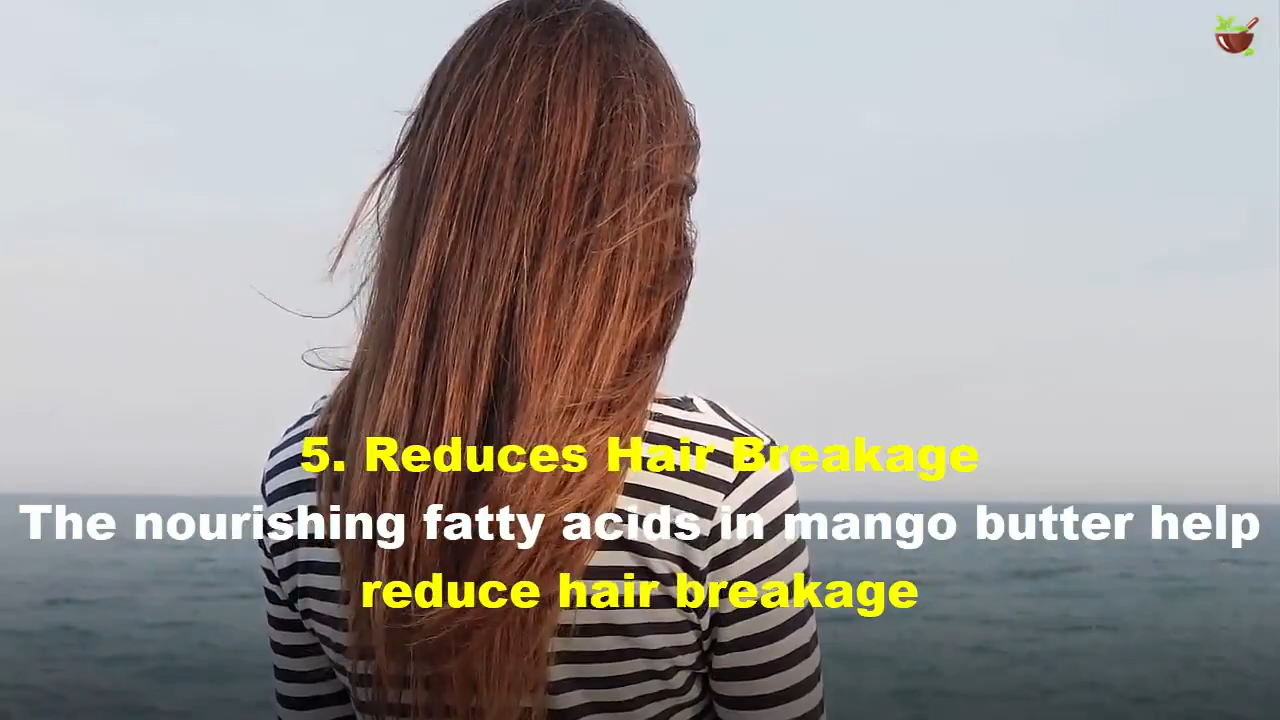 5. Reduces Hair Breakage
The nourishing fatty acids in mango butter help
reduce hair breakage